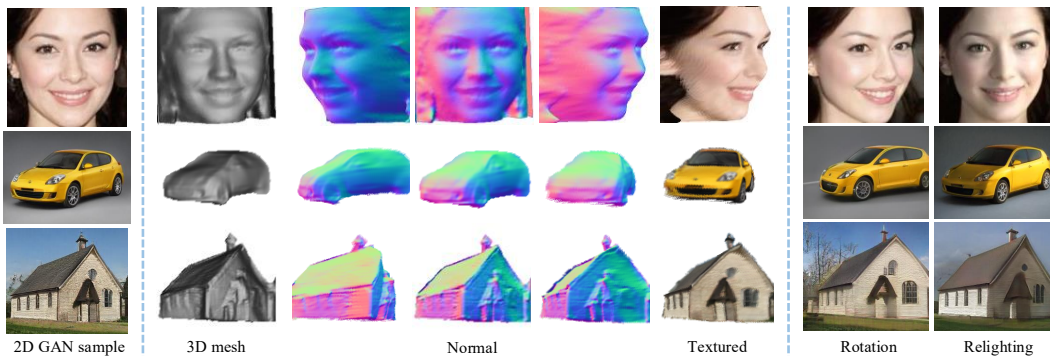 2D GAN sample
3D mesh
Normal
Textured
Rotation
Relighting